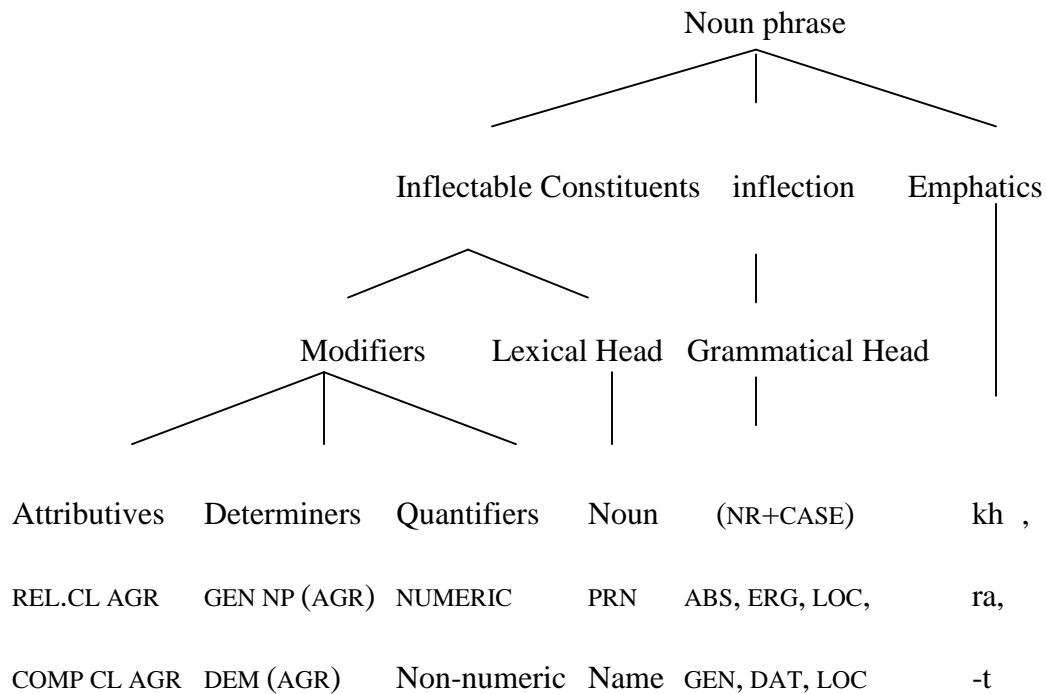 Noun phrase
Inflectable Constituents inflection Emphatics
Modifiers Lexical Head Grammatical Head
Attributives Determiners Quantifiers Noun (NR+CASE) kh ,
REL.CL AGR GEN NP (AGR) NUMERIC PRN ABS, ERG, LOC, ra,
COMP CL AGR DEM (AGR) Non-numeric Name GEN, DAT, LOC -t